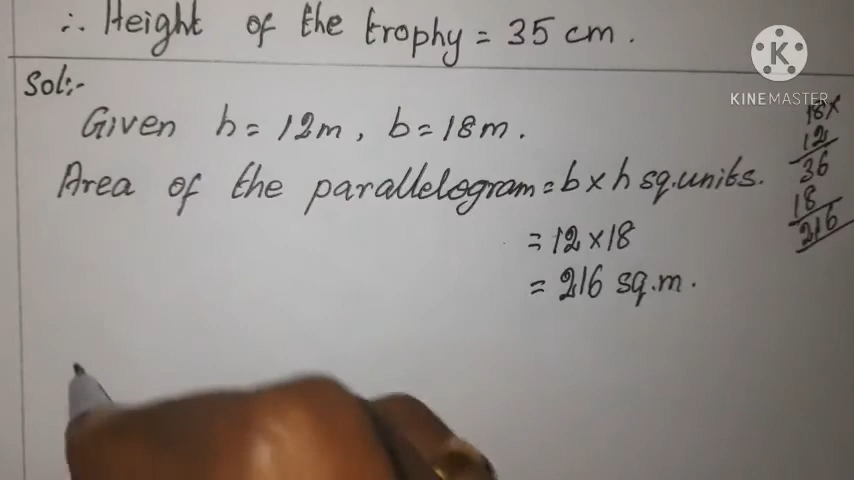 ∴ Height of the trophy = 35 cm.
Sol:-
Given h = 12m, b = 18m.
Area of the parallelogram = b × h sq.units.
= 12 × 18
= 216 sq.m.
KINEMASTER
18×
12
36
18
216